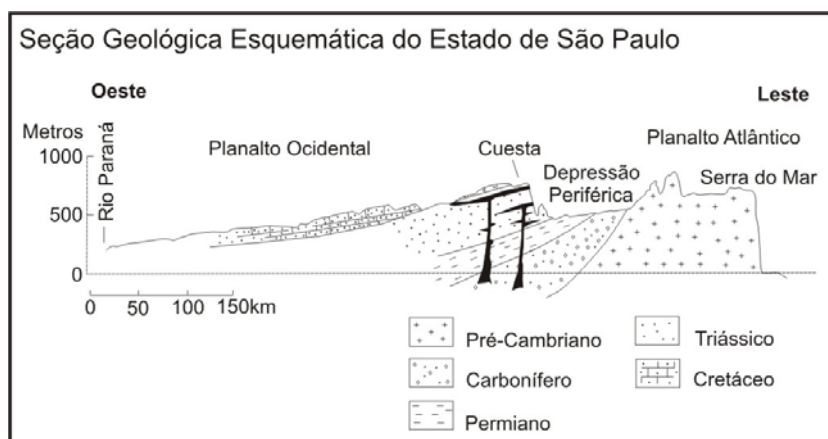 Seção Geológica Esquemática do Estado de São Paulo
Oeste
Leste
Metros
Planalto Atlântico
1000
Rio Paraná
Planalto Ocidental
Cuesta
Depressão
Periférica
Serra do Mar
500
0
0 50 100 150km
Pré-Cambriano
Triássico
Carbonífero
Cretáceo
Permiano